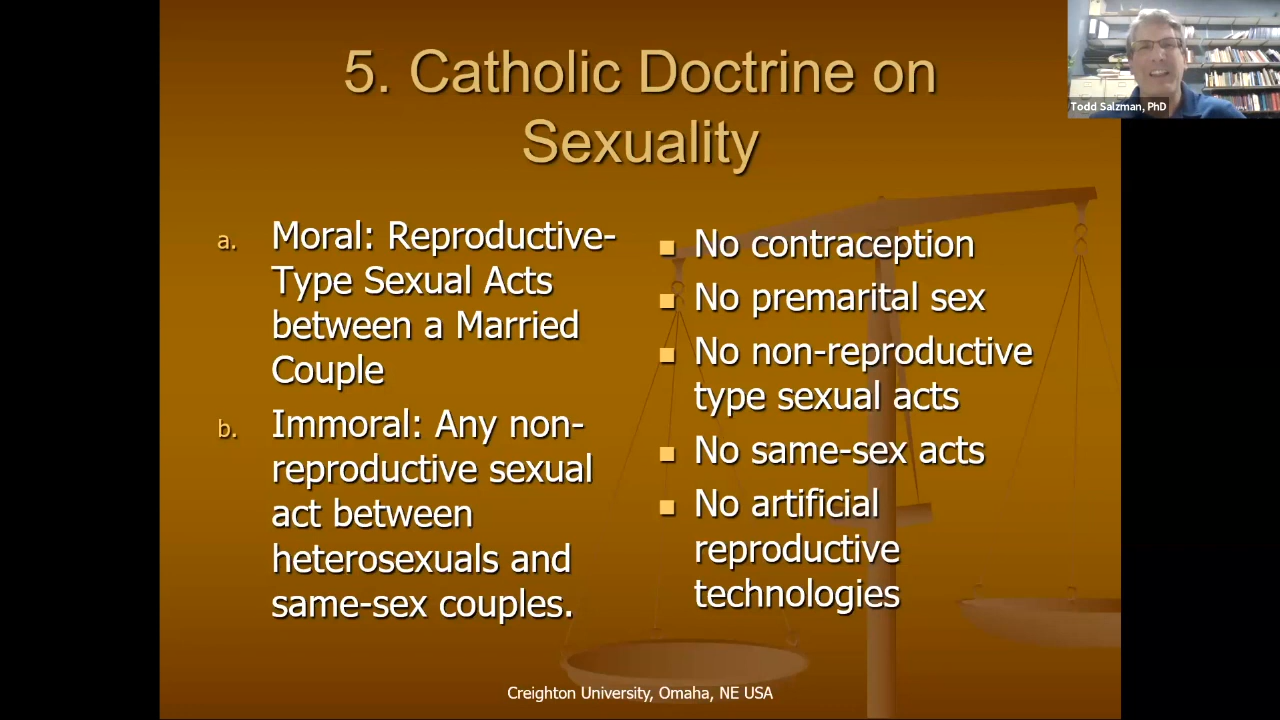 5. Catholic Doctrine on
Sexuality
Todd Salzman, PhD
a. Moral: Reproductive-
Type Sexual Acts
between a Married
Couple
b. Immoral: Any non-
reproductive sexual
act between
heterosexuals and
same-sex couples.
No contraception
No premarital sex
No non-reproductive
type sexual acts
No same-sex acts
No artificial
reproductive
technologies
Creighton University, Omaha, NE USA